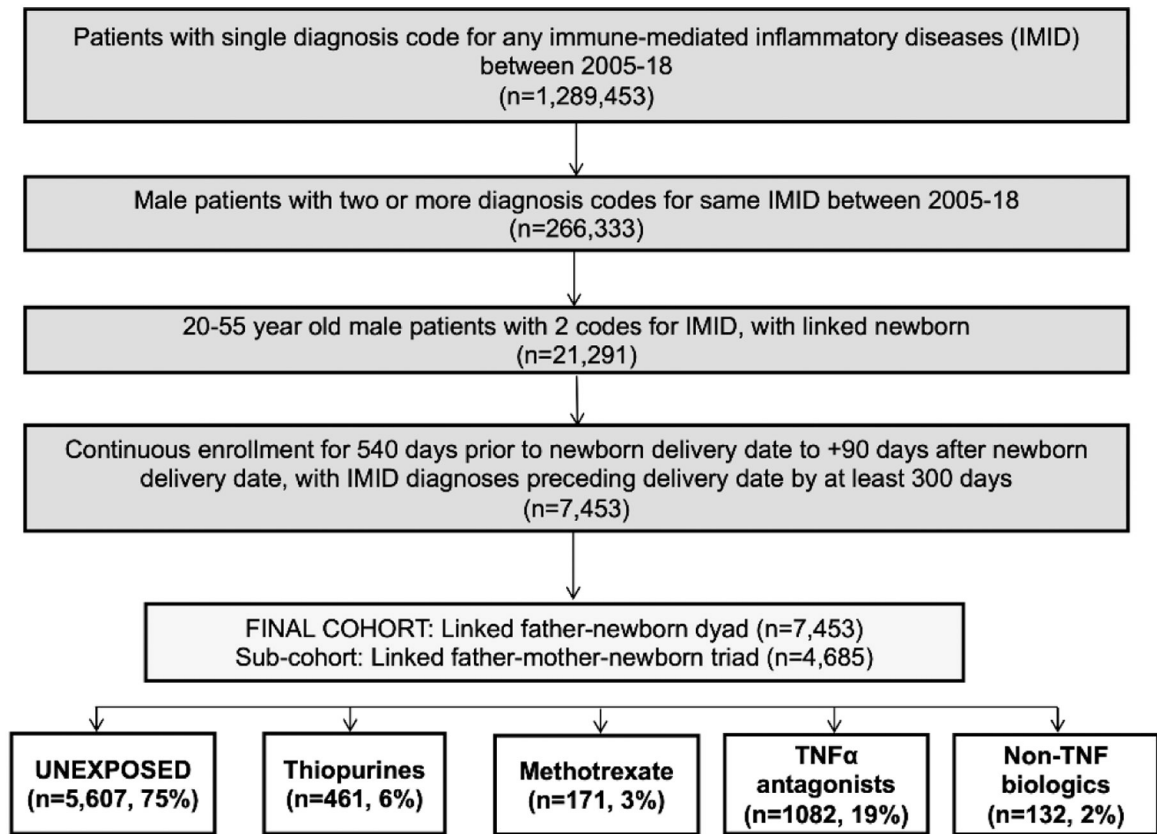 Patients with single diagnosis code for any immune-mediated inflammatory diseases (IMID)
between 2005-18
(n=1,289,453)
Male patients with two or more diagnosis codes for same IMID between 2005-18
(n=266,333)
20-55 year old male patients with 2 codes for IMID, with linked newborn
(n=21,291)
Continuous enrollment for 540 days prior to newborn delivery date to +90 days after newborn
delivery date, with IMID diagnoses preceding delivery date by at least 300 days
(n=7,453)
FINAL COHORT: Linked father-newborn dyad (n=7,453)
Sub-cohort: Linked father-mother-newborn triad (n=4,685)
UNEXPOSED
(n=5,607, 75%)
Thiopurines
(n=461, 6%)
Methotrexate
(n=171, 3%)
TNFα
antagonists
(n=1082, 19%)
Non-TNF
biologics
(n=132, 2%)